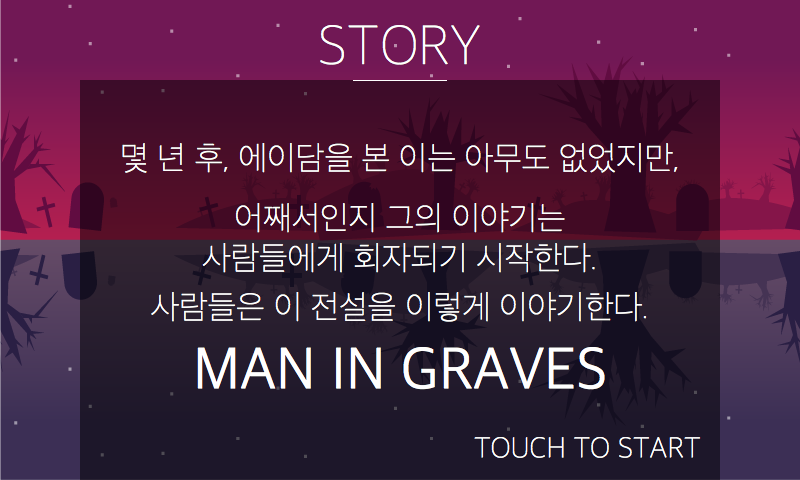 STORY
몇 년 후, 에이담을 본 이는 아무도 없었지만,
어째서인지 그의 이야기는
사람들에게 회자되기 시작한다.
사람들은 이 전설을 이렇게 이야기한다.
MAN IN GRAVES
TOUCH TO START